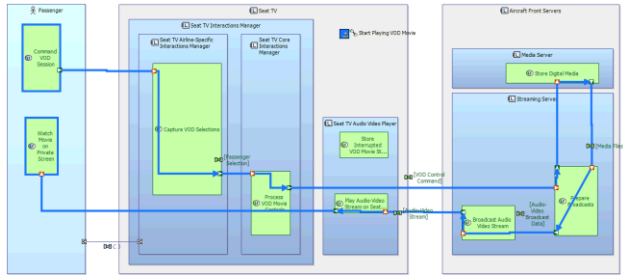 Passenger
Seat TV
Aircraft Front Servers
Seat TV Interactions Manager
Start Playing VOD Movie
Seat TV Airline-Specific
Interactions Manager
Seat TV Core
Interactions
Manager
Media Server
Command
VOD
Session
Store Digital Media
Streaming Server
Capture VOD Selections
Seat TV Audio Video Player
Watch
Movie
on
Private
Screen
Store
Interrupted
VOD Movie St...
[Passenger
Selection]
[Media Files]
[VOD Control
Command]
Process
VOD Movie
Controls
Play Audio-Video
Stream on Seat...
Prepare
Broadcasts
[Audio-Video
Stream]
Broadcast Audio
Video Stream
[Audio-
Video
Broadcast
Data]